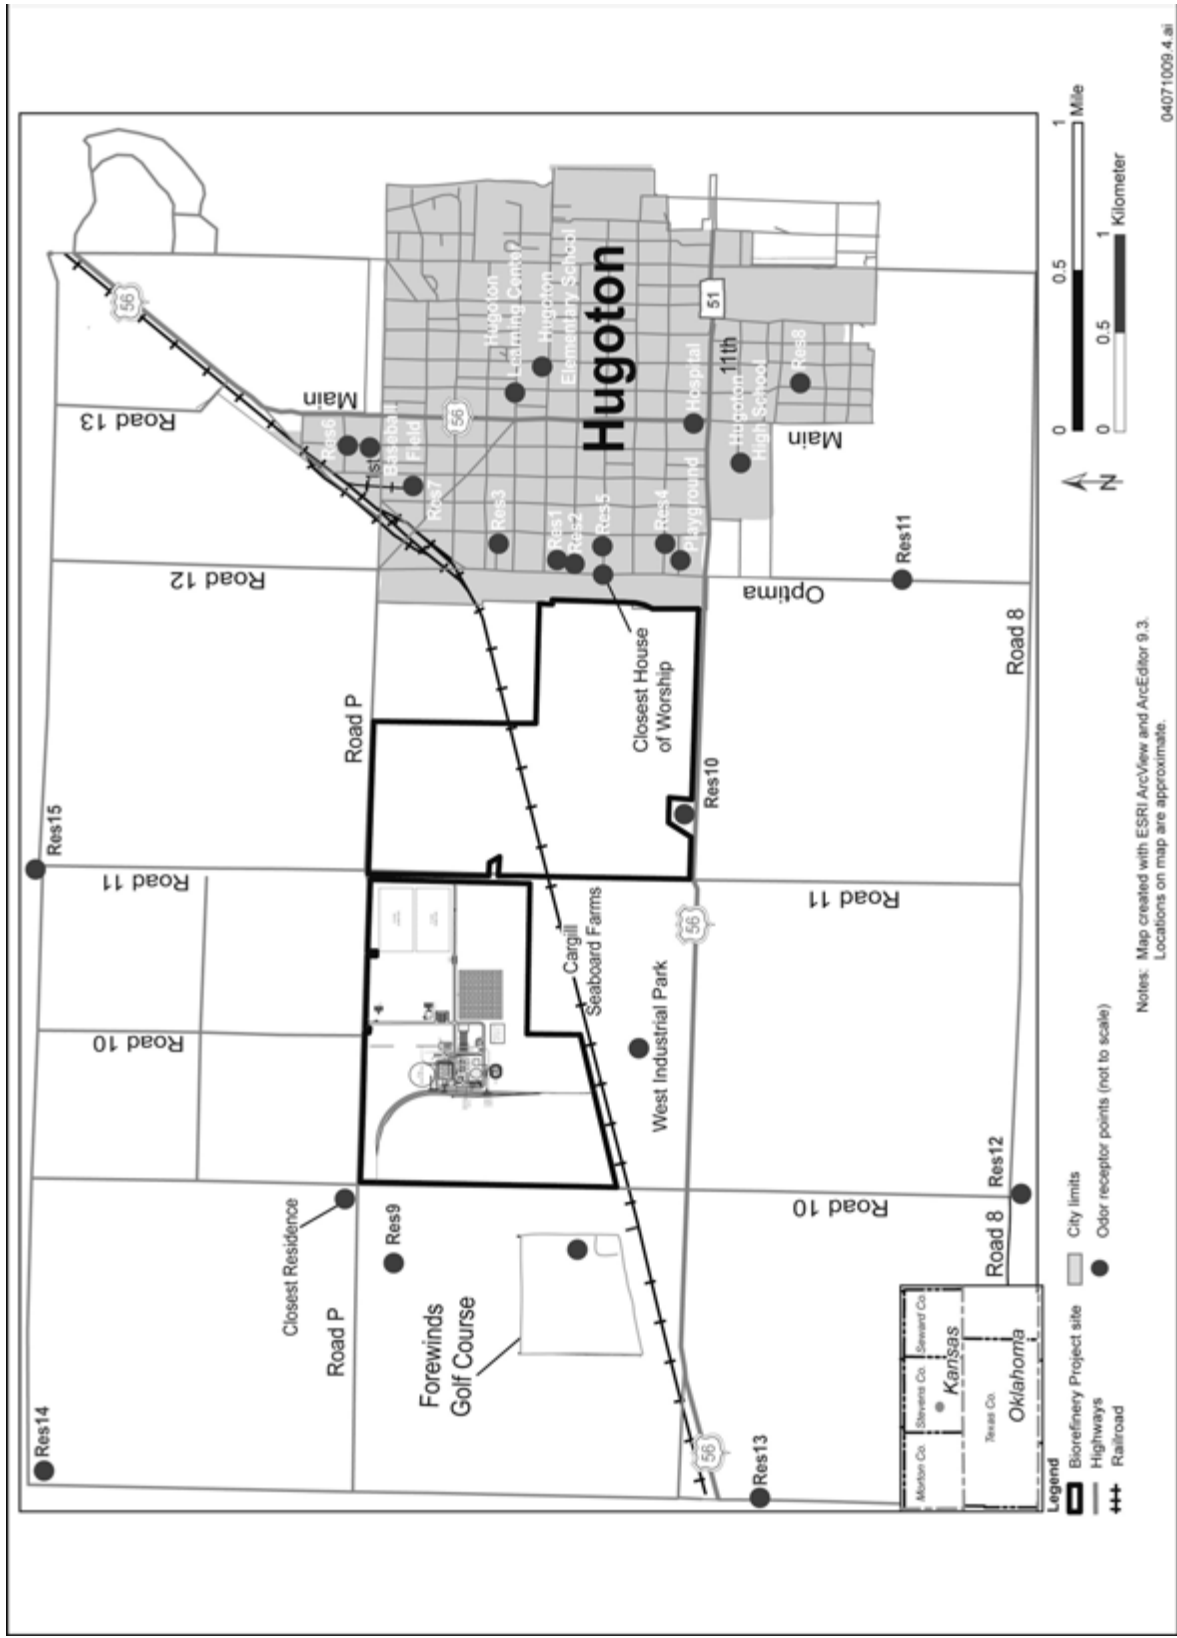 Res14
Res15
Road 10
Road 11
Road 12
Road 13
56
Main
Closest Residence
Road P
Road P
Res9
Forewinds
Golf Course
Cargill
Seaboard Farms
West Industrial Park
Res6
1st
Baseball
Field
Res7
56
Hugoton
Learning Center
Hugoton
Elementary School
Res3
Res1
Res2
Res5
Hugoton
Res4
Playground
Hospital
Closest House
of Worship
Res10
51
11th
Hugoton
High School
Res8
Main
Optima
56
56
Res13
Road 10
Road 11
Res11
Res12
Road 8
Road 8
Morton Co.
Stevens Co.
Seward Co.
Kansas
Texas Co.
Oklahoma
Legend
Biorefinery Project site
Highways
Railroad
City limits
Odor receptor points (not to scale)
N
0
0.5
1
Mile
0
0.5
1
Kilometer
Notes: Map created with ESRI ArcView and ArcEditor 9.3.
Locations on map are approximate.
04071009.4.ai